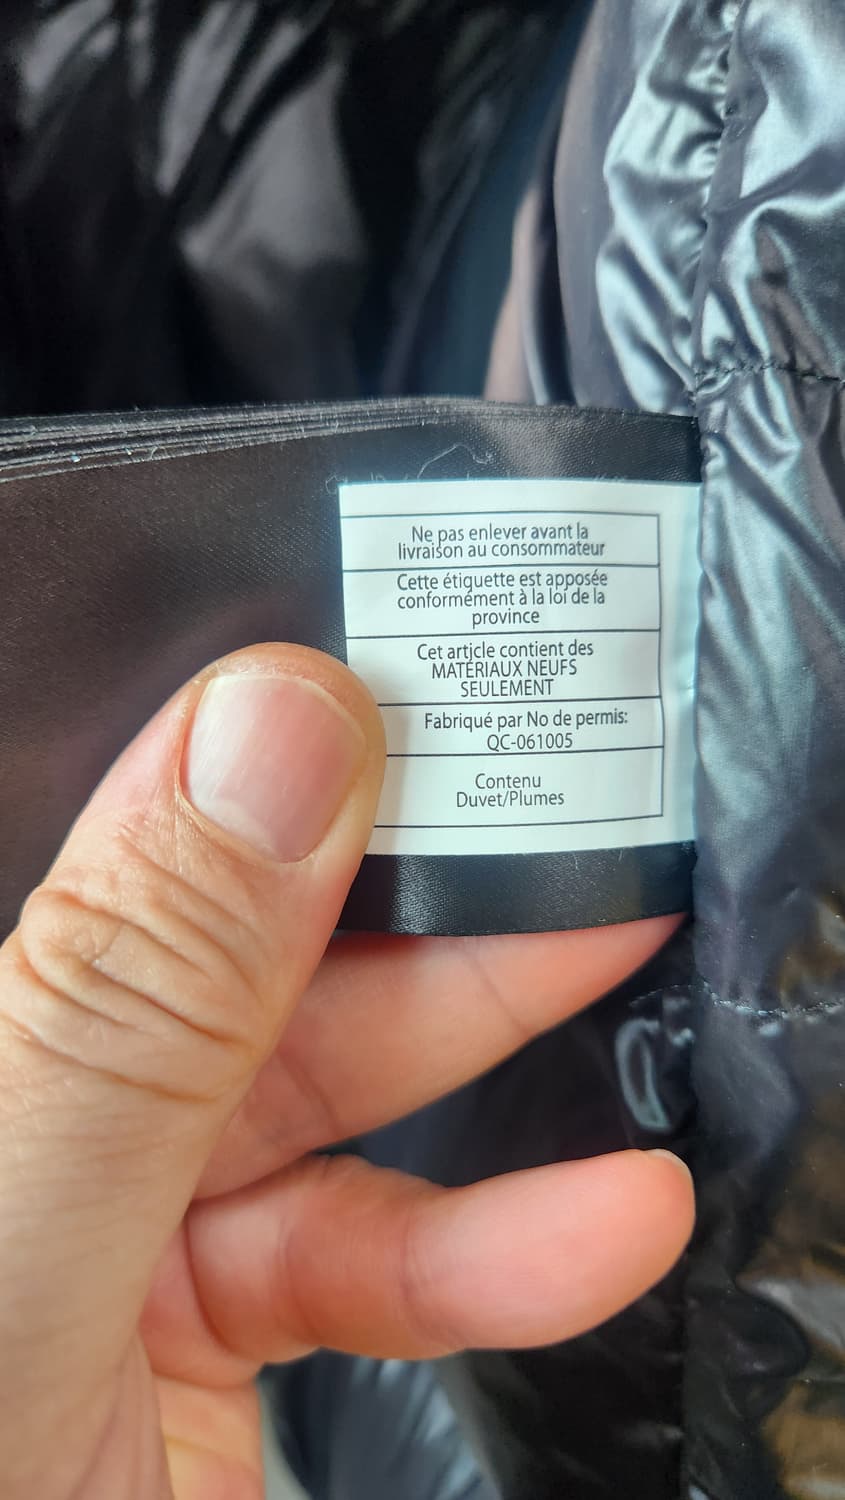 Ne pas enlever avant la
livraison au consommateur
Cette étiquette est apposée
conformément à la loi de la
province
Cet article contient des
MATÉRIAUX NEUFS
SEULEMENT
Fabriqué par No de permis:
QC-061005
Contenu
Duvet/Plumes